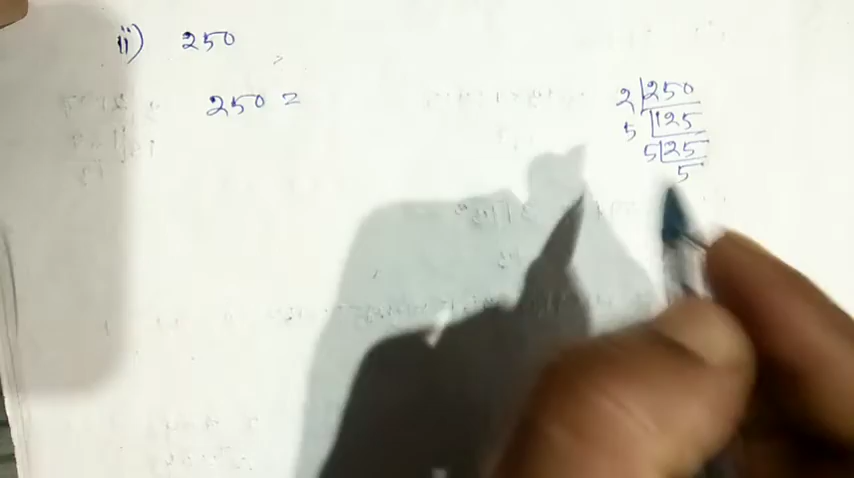 ii) 250
250 =
2 | 250
5 | 125
5 | 25
5